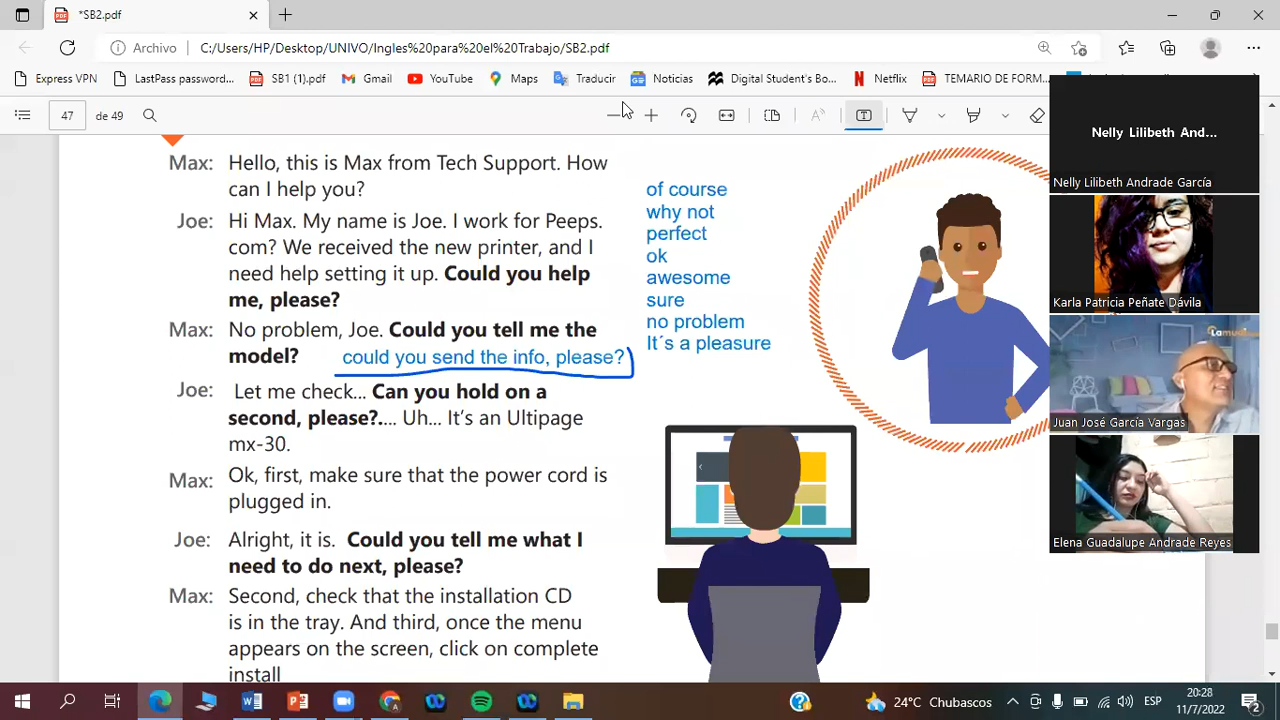 *SB2.pdf
Archivo
C:/Users/HP/Desktop/UNIVO/Ingles%20para%20el%20Trabajo/SB2.pdf
Express VPN
LastPass password...
SB1 (1).pdf
Gmail
YouTube
Maps
Traducir
Noticias
Digital Student's Bo...
Netflix
TEMARIO DE FORM...
47
de 49
Max: Hello, this is Max from Tech Support. How
can I help you?
Joe: Hi Max. My name is Joe. I work for Peeps.
com? We received the new printer, and I
need help setting it up. Could you help
me, please?
Max: No problem, Joe. Could you tell me the
model? could you send the info, please?
Joe: Let me check... Can you hold on a
second, please?.... Uh... It’s an Ultipage
mx-30.
Max: Ok, first, make sure that the power cord is
plugged in.
Joe: Alright, it is. Could you tell me what I
need to do next, please?
Max: Second, check that the installation CD
is in the tray. And third, once the menu
appears on the screen, click on complete
install
of course
why not
perfect
ok
awesome
sure
no problem
It´s a pleasure
Nelly Lilibeth And...
Nelly Lilibeth Andrade García
Karla Patricia Peñate Dávila
Juan José García Vargas
Elena Guadalupe Andrade Reyes
24°C Chubascos
ESP
20:28
11/7/2022
2